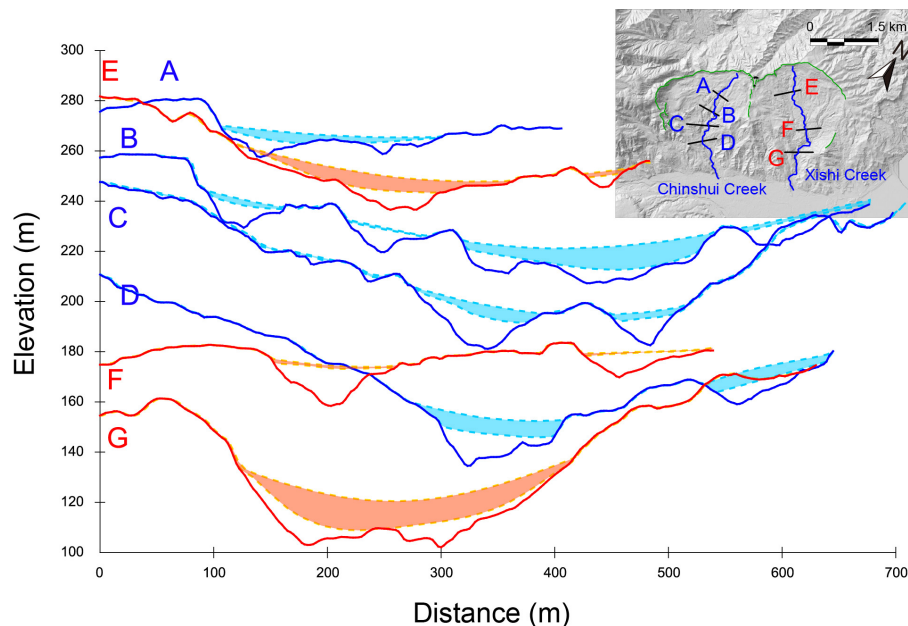 300
280
260
240
220
200
180
160
140
120
100
Elevation (m)
0
100
200
300
400
500
600
700
Distance (m)
E
A
B
C
D
F
G
0
1.5 km
N
A
B
C
D
E
F
G
Chinshui Creek
Xishi Creek